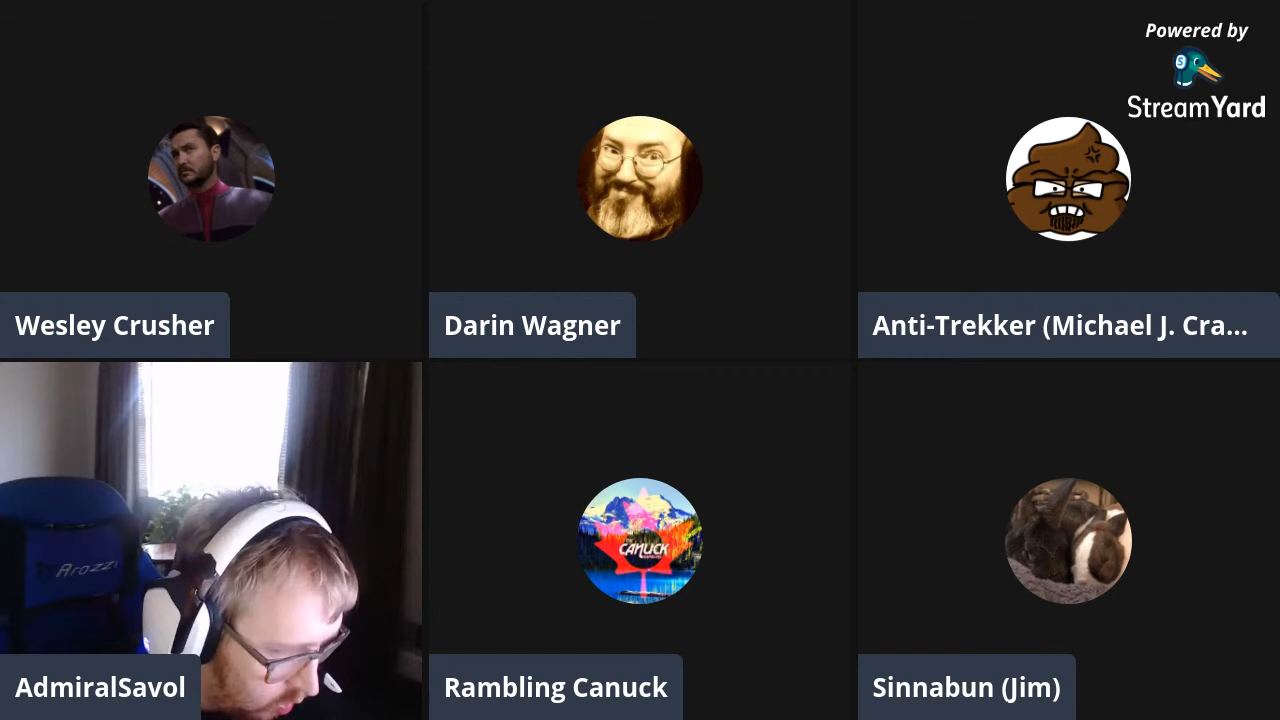 Powered by
StreamYard
Wesley Crusher
Darin Wagner
Anti-Trekker (Michael J. Cra...
Arozzi
CANUCK
AdmiralSavol
Rambling Canuck
Sinnabun (Jim)